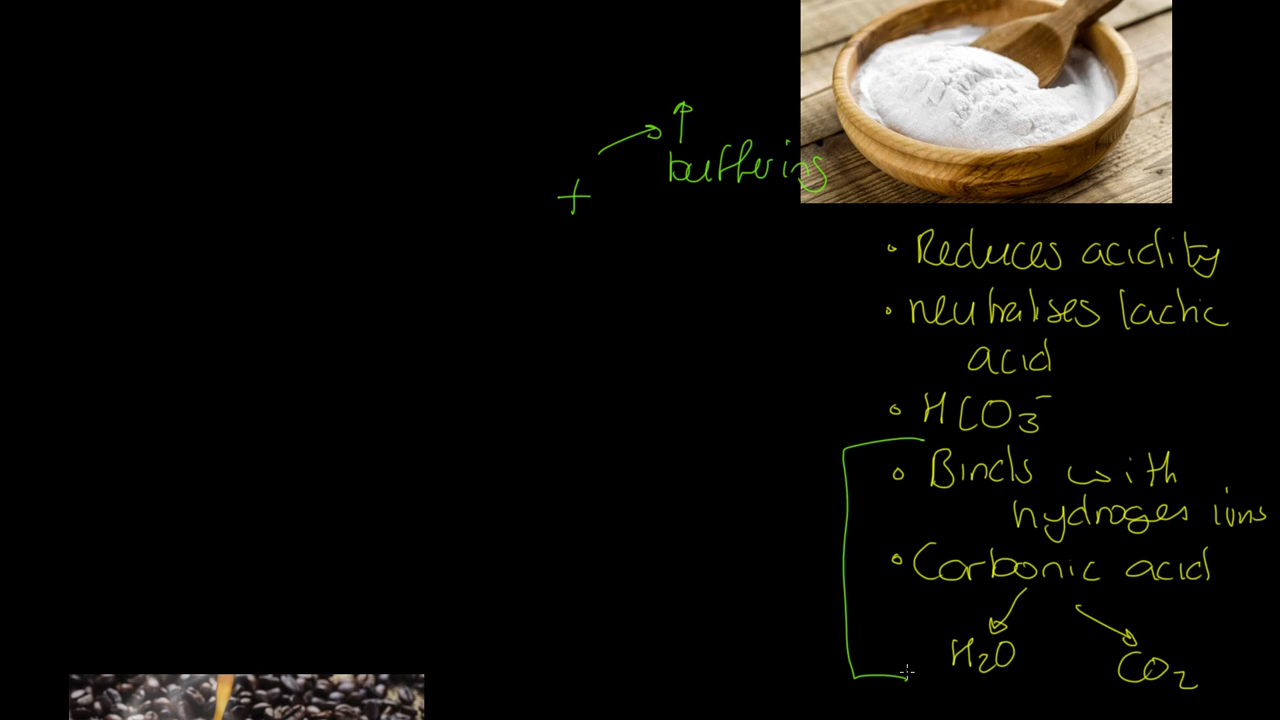 ↑
+ → buffering
• Reduces acidity
• neutralises lactic
acid
• HCO3⁻
• Binds with
hydrogen ions
• Carbonic acid
H2O CO2